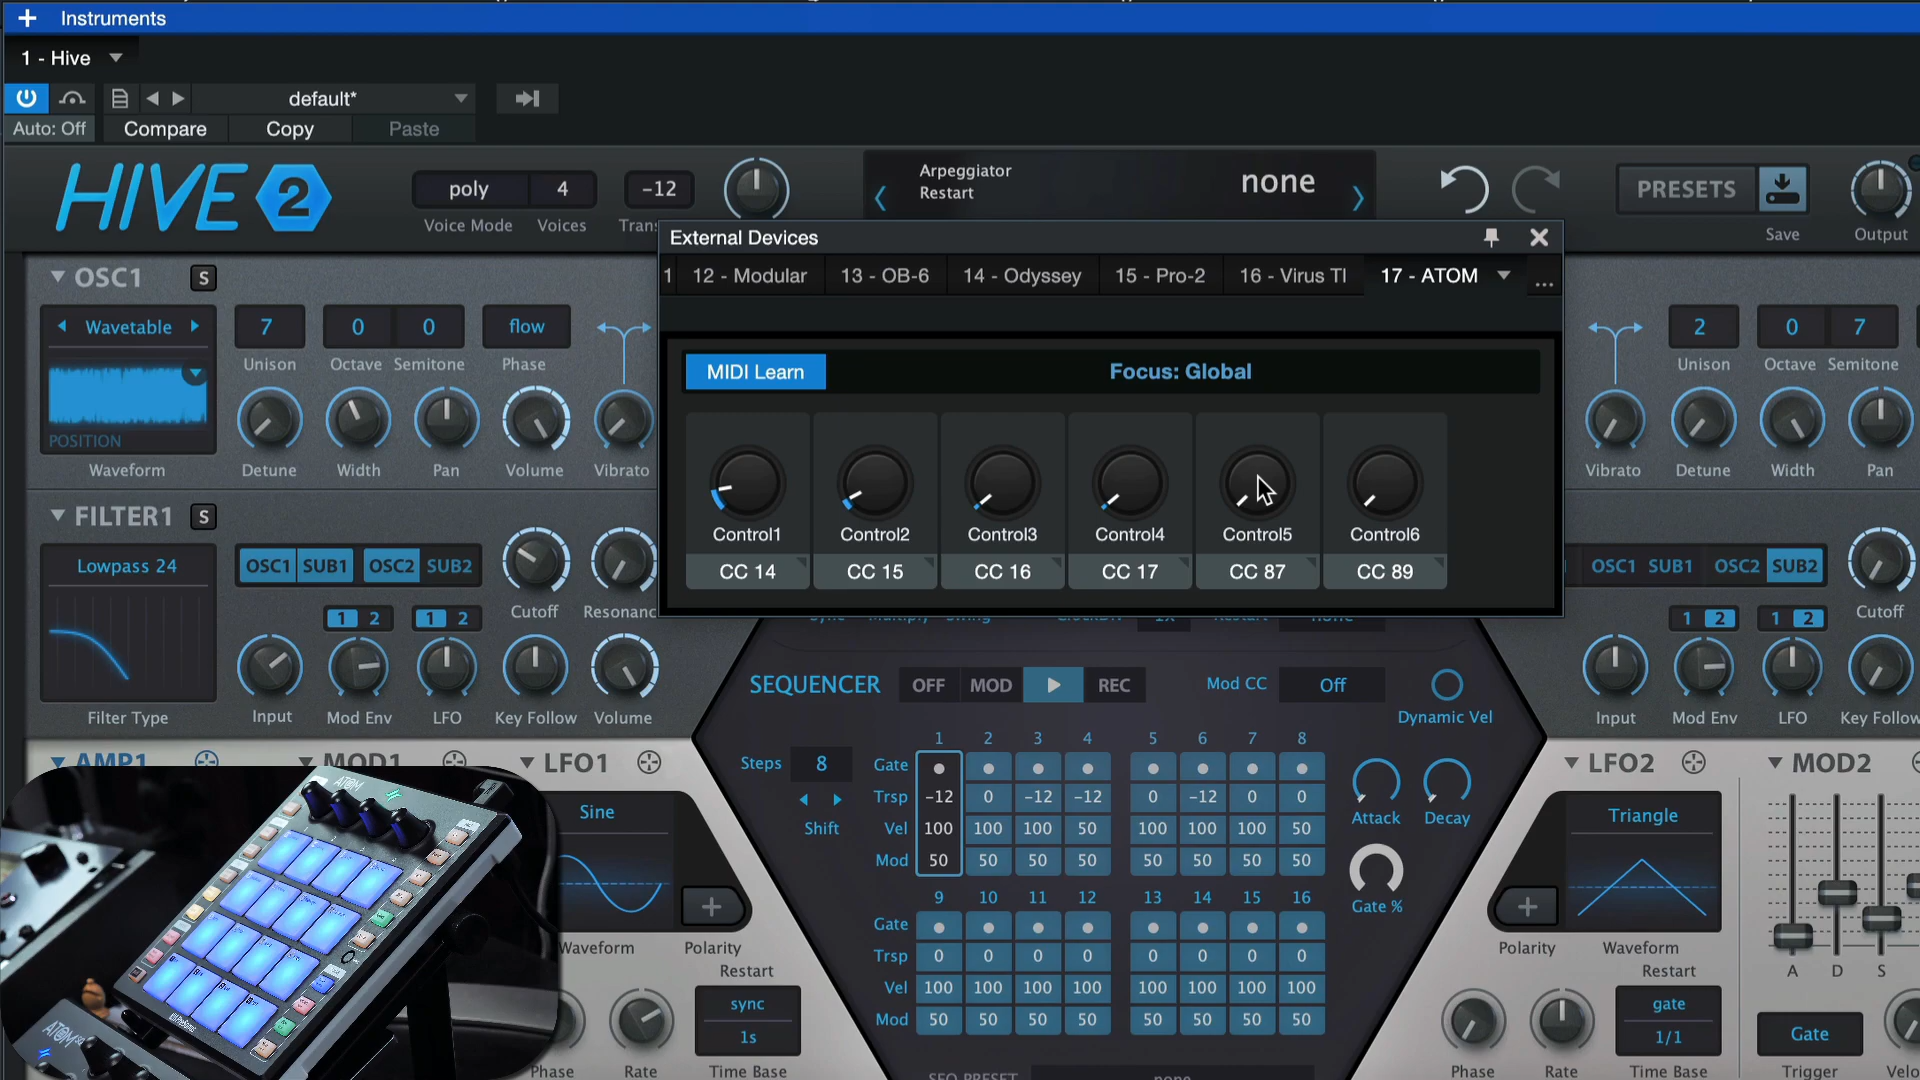 Instruments
1 - Hive
default*
Auto: Off
Compare
Copy
Paste
HIVE 2
poly
4
-12
Voice Mode
Voices
Trans
Arpeggiator
Restart
none
PRESETS
Save
Output
External Devices
1
12 - Modular
13 - OB-6
14 - Odyssey
15 - Pro-2
16 - Virus TI
17 - ATOM
...
MIDI Learn
Focus: Global
Control1
Control2
Control3
Control4
Control5
Control6
CC 14
CC 15
CC 16
CC 17
CC 87
CC 89
OSC1
S
Wavetable
7
0
0
flow
POSITION
Unison
Octave
Semitone
Phase
Waveform
Detune
Width
Pan
Volume
Vibrato
2
0
7
Unison
Octave
Semitone
Vibrato
Detune
Width
Pan
FILTER1
S
Lowpass 24
OSC1
SUB1
OSC2
SUB2
Cutoff
Resonanc
1 2
1 2
Filter Type
Input
Mod Env
LFO
Key Follow
Volume
OSC1
SUB1
OSC2
SUB2
Cutoff
1 2
1 2
Input
Mod Env
LFO
Key Follow
Restart
none
SEQUENCER
OFF
MOD
REC
Mod CC
Off
Dynamic Vel
Steps
8
Shift
1 2 3 4 5 6 7 8
Gate
Trsp -12 0 -12 -12 0 -12 0 0
Vel 100 100 100 50 100 100 100 50
Mod 50 50 50 50 50 50 50 50
9 10 11 12 13 14 15 16
Gate
Trsp 0 0 0 0 0 0 0 0
Vel 100 100 100 100 100 100 100 100
Mod 50 50 50 50 50 50 50 50
Attack
Decay
Gate %
SEQ PRESET
none
AMP1
MOD1
LFO1
Sine
Waveform
Polarity
Restart
sync
1s
Phase
Rate
Time Base
LFO2
MOD2
Triangle
Polarity
Waveform
Restart
gate
1/1
Phase
Rate
Time Base
A
D
S
Gate
Trigger
Velo
ATOM
PreSonus
ATOM SQ